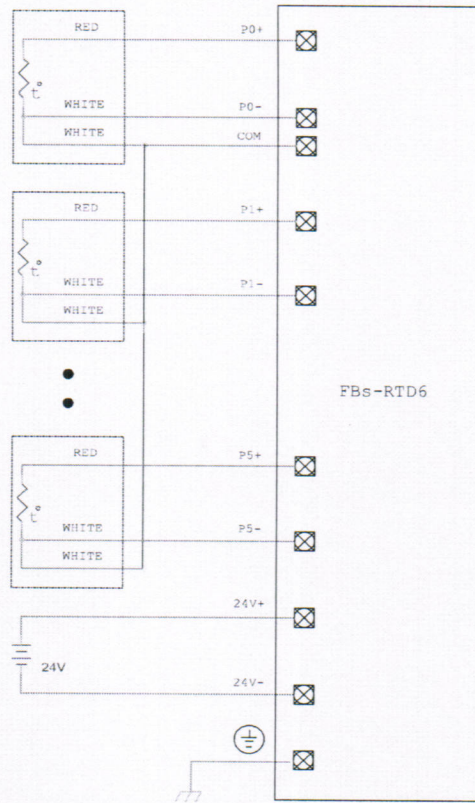 RED P0+
t°
WHITE P0-
WHITE COM
RED P1+
t°
WHITE P1-
WHITE
FBs-RTD6
RED P5+
t°
WHITE P5-
WHITE
24V+
24V
24V-